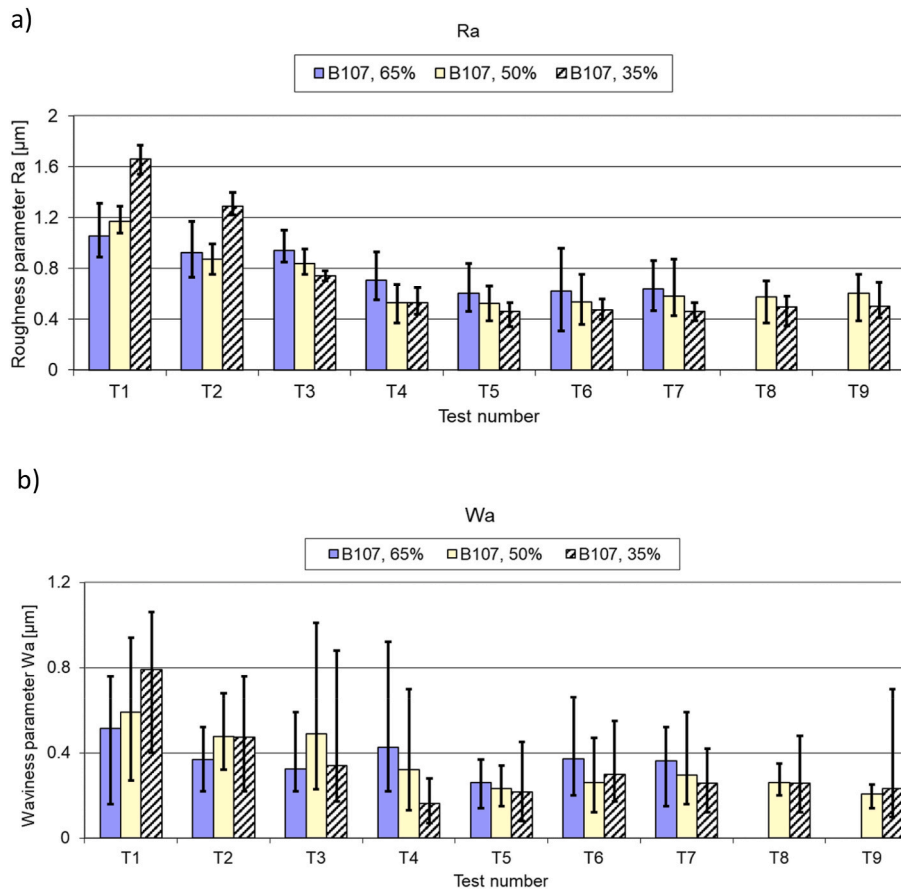 a)
Ra
B107, 65% B107, 50% B107, 35%
Roughness parameter Ra [µm]
2
1.6
1.2
0.8
0.4
0
T1 T2 T3 T4 T5 T6 T7 T8 T9
Test number
b)
Wa
B107, 65% B107, 50% B107, 35%
Waviness parameter Wa [µm]
1.2
0.8
0.4
0
T1 T2 T3 T4 T5 T6 T7 T8 T9
Test number